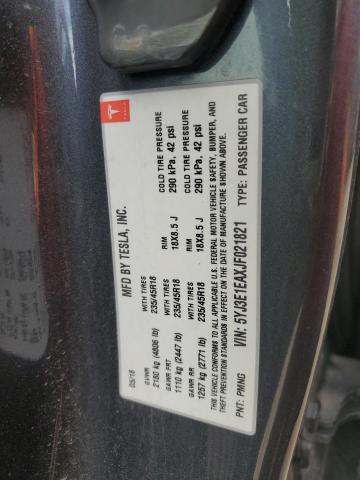 TESLA
MFD BY TESLA, INC.
05/18
GVWR
2180 kg (4806 lb)
GAWR FRT WITH TIRES RIM COLD TIRE PRESSURE
1110 kg (2447 lb) 235/45R18 18X8.5 J 290 kPa, 42 psi
GAWR RR WITH TIRES RIM COLD TIRE PRESSURE
1257 kg (2771 lb) 235/45R18 18X8.5 J 290 kPa, 42 psi
THIS VEHICLE CONFORMS TO ALL APPLICABLE U.S. FEDERAL MOTOR VEHICLE SAFETY, BUMPER, AND
THEFT PREVENTION STANDARDS IN EFFECT ON THE DATE OF MANUFACTURE SHOWN ABOVE.
VIN: 5YJ3E1EAXJF021821 TYPE: PASSENGER CAR
PNT: PMNG